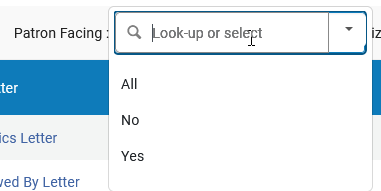 Patron Facing : Look-up or select
All
tter
No
ics Letter
Yes
ved By Letter